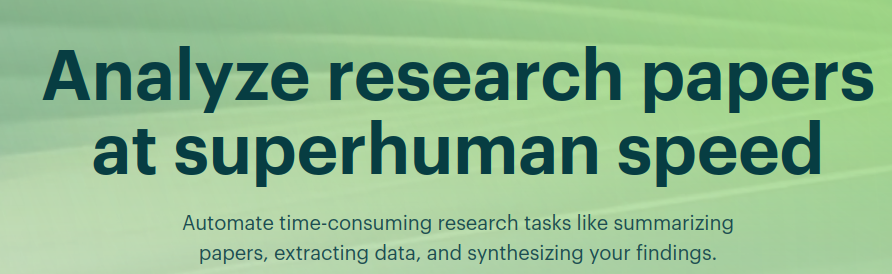 Analyze research papers
at superhuman speed
Automate time-consuming research tasks like summarizing
papers, extracting data, and synthesizing your findings.